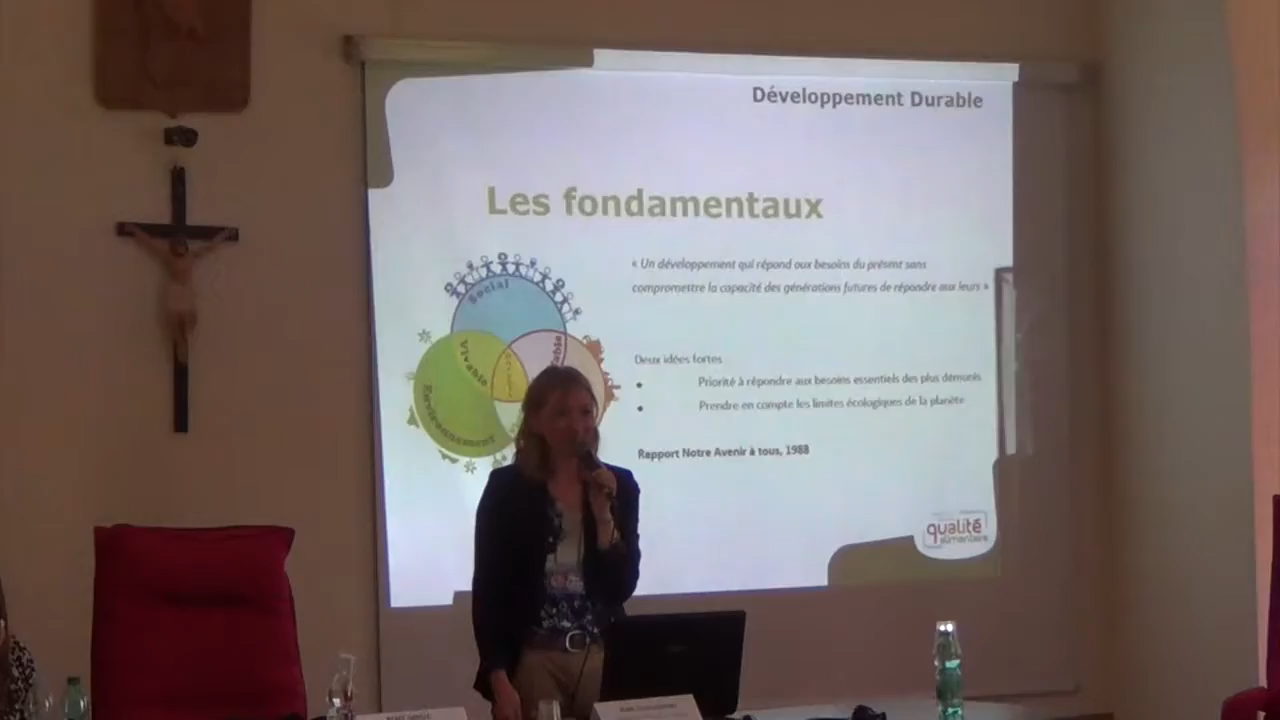 Développement Durable
Les fondamentaux
« Un développement qui répond aux besoins du présent sans
compromettre la capacité des générations futures de répondre aux leurs »
Social
Vivable
Environnement
Deux idées fortes
• Priorité à répondre aux besoins essentiels des plus démunis
• Prendre en compte les limites écologiques de la planète
Rapport Notre Avenir à tous, 1988
qualité
alimentaire